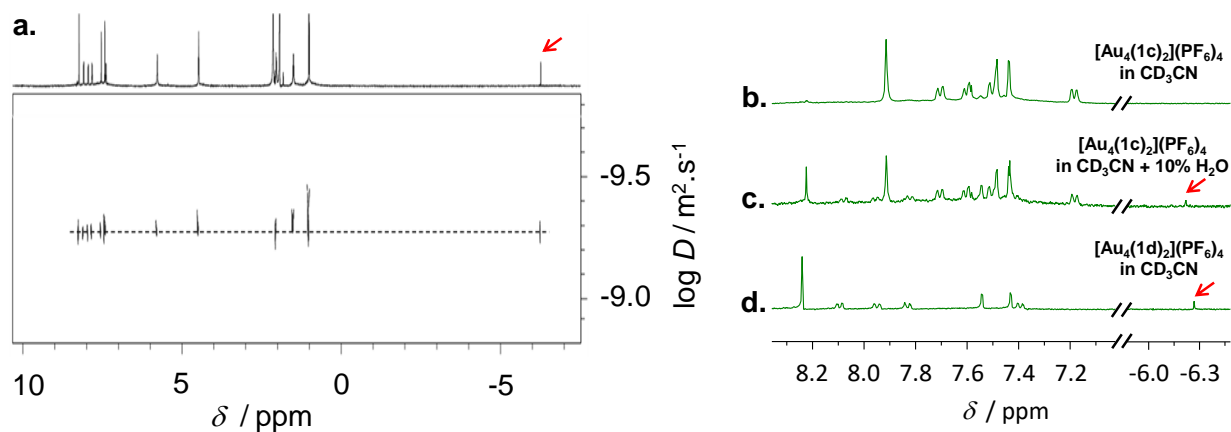 a.
-9.5
-9.0
log D / m².s⁻¹
10 5 0 -5
δ / ppm
b.
[Au₄(1c)₂](PF₆)₄
in CD₃CN
c.
[Au₄(1c)₂](PF₆)₄
in CD₃CN + 10% H₂O
d.
[Au₄(1d)₂](PF₆)₄
in CD₃CN
8.2 8.0 7.8 7.6 7.4 7.2 -6.0 -6.3
δ / ppm